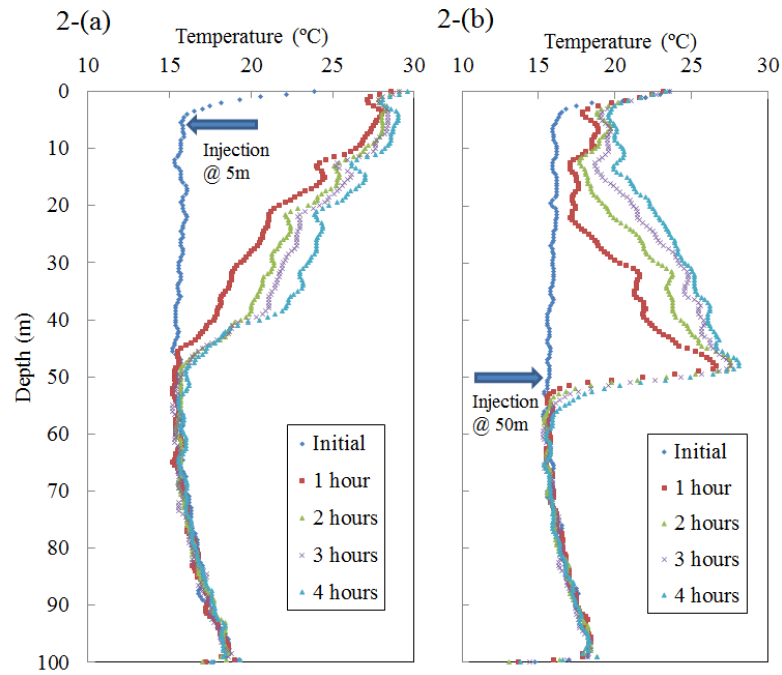 2-(a)
Temperature (ºC)
10 15 20 25 30
0
10
20
30
40
50
60
70
80
90
100
Depth (m)
Injection
@ 5m
Initial
1 hour
2 hours
3 hours
4 hours
2-(b)
Temperature (ºC)
10 15 20 25 30
Injection
@ 50m
Initial
1 hour
2 hours
3 hours
4 hours